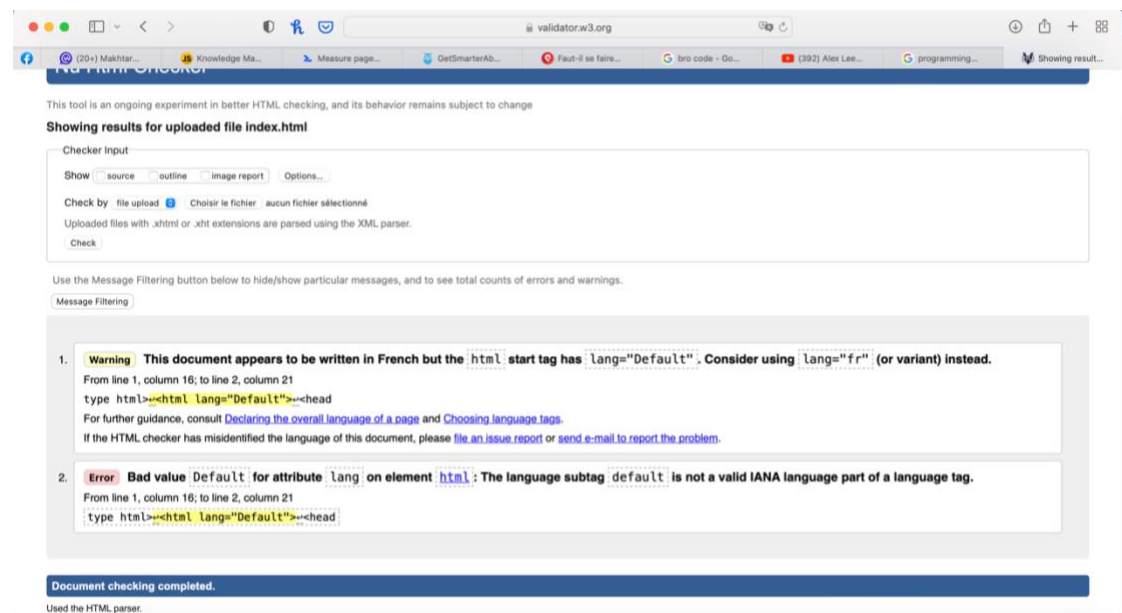 validator.w3.org
(20+) Makhtar...
Knowledge Ma...
Measure page...
GetSmarterAb...
Faut-il se faire...
bro code - Go...
(392) Alex Lee...
programming...
Showing result...
Nu Html Checker
This tool is an ongoing experiment in better HTML checking, and its behavior remains subject to change
Showing results for uploaded file index.html
Checker Input
Show source outline image report Options...
Check by file upload Choisir le fichier aucun fichier sélectionné
Uploaded files with .xhtml or .xht extensions are parsed using the XML parser.
Check
Use the Message Filtering button below to hide/show particular messages, and to see total counts of errors and warnings.
Message Filtering
1. Warning This document appears to be written in French but the html start tag has lang="Default". Consider using lang="fr" (or variant) instead.
From line 1, column 16; to line 2, column 21
type html>↩<html lang="Default">↩<head
For further guidance, consult Declaring the overall language of a page and Choosing language tags.
If the HTML checker has misidentified the language of this document, please file an issue report or send e-mail to report the problem.
2. Error Bad value Default for attribute lang on element html: The language subtag default is not a valid IANA language part of a language tag.
From line 1, column 16; to line 2, column 21
type html>↩<html lang="Default">↩<head
Document checking completed.
Used the HTML parser.